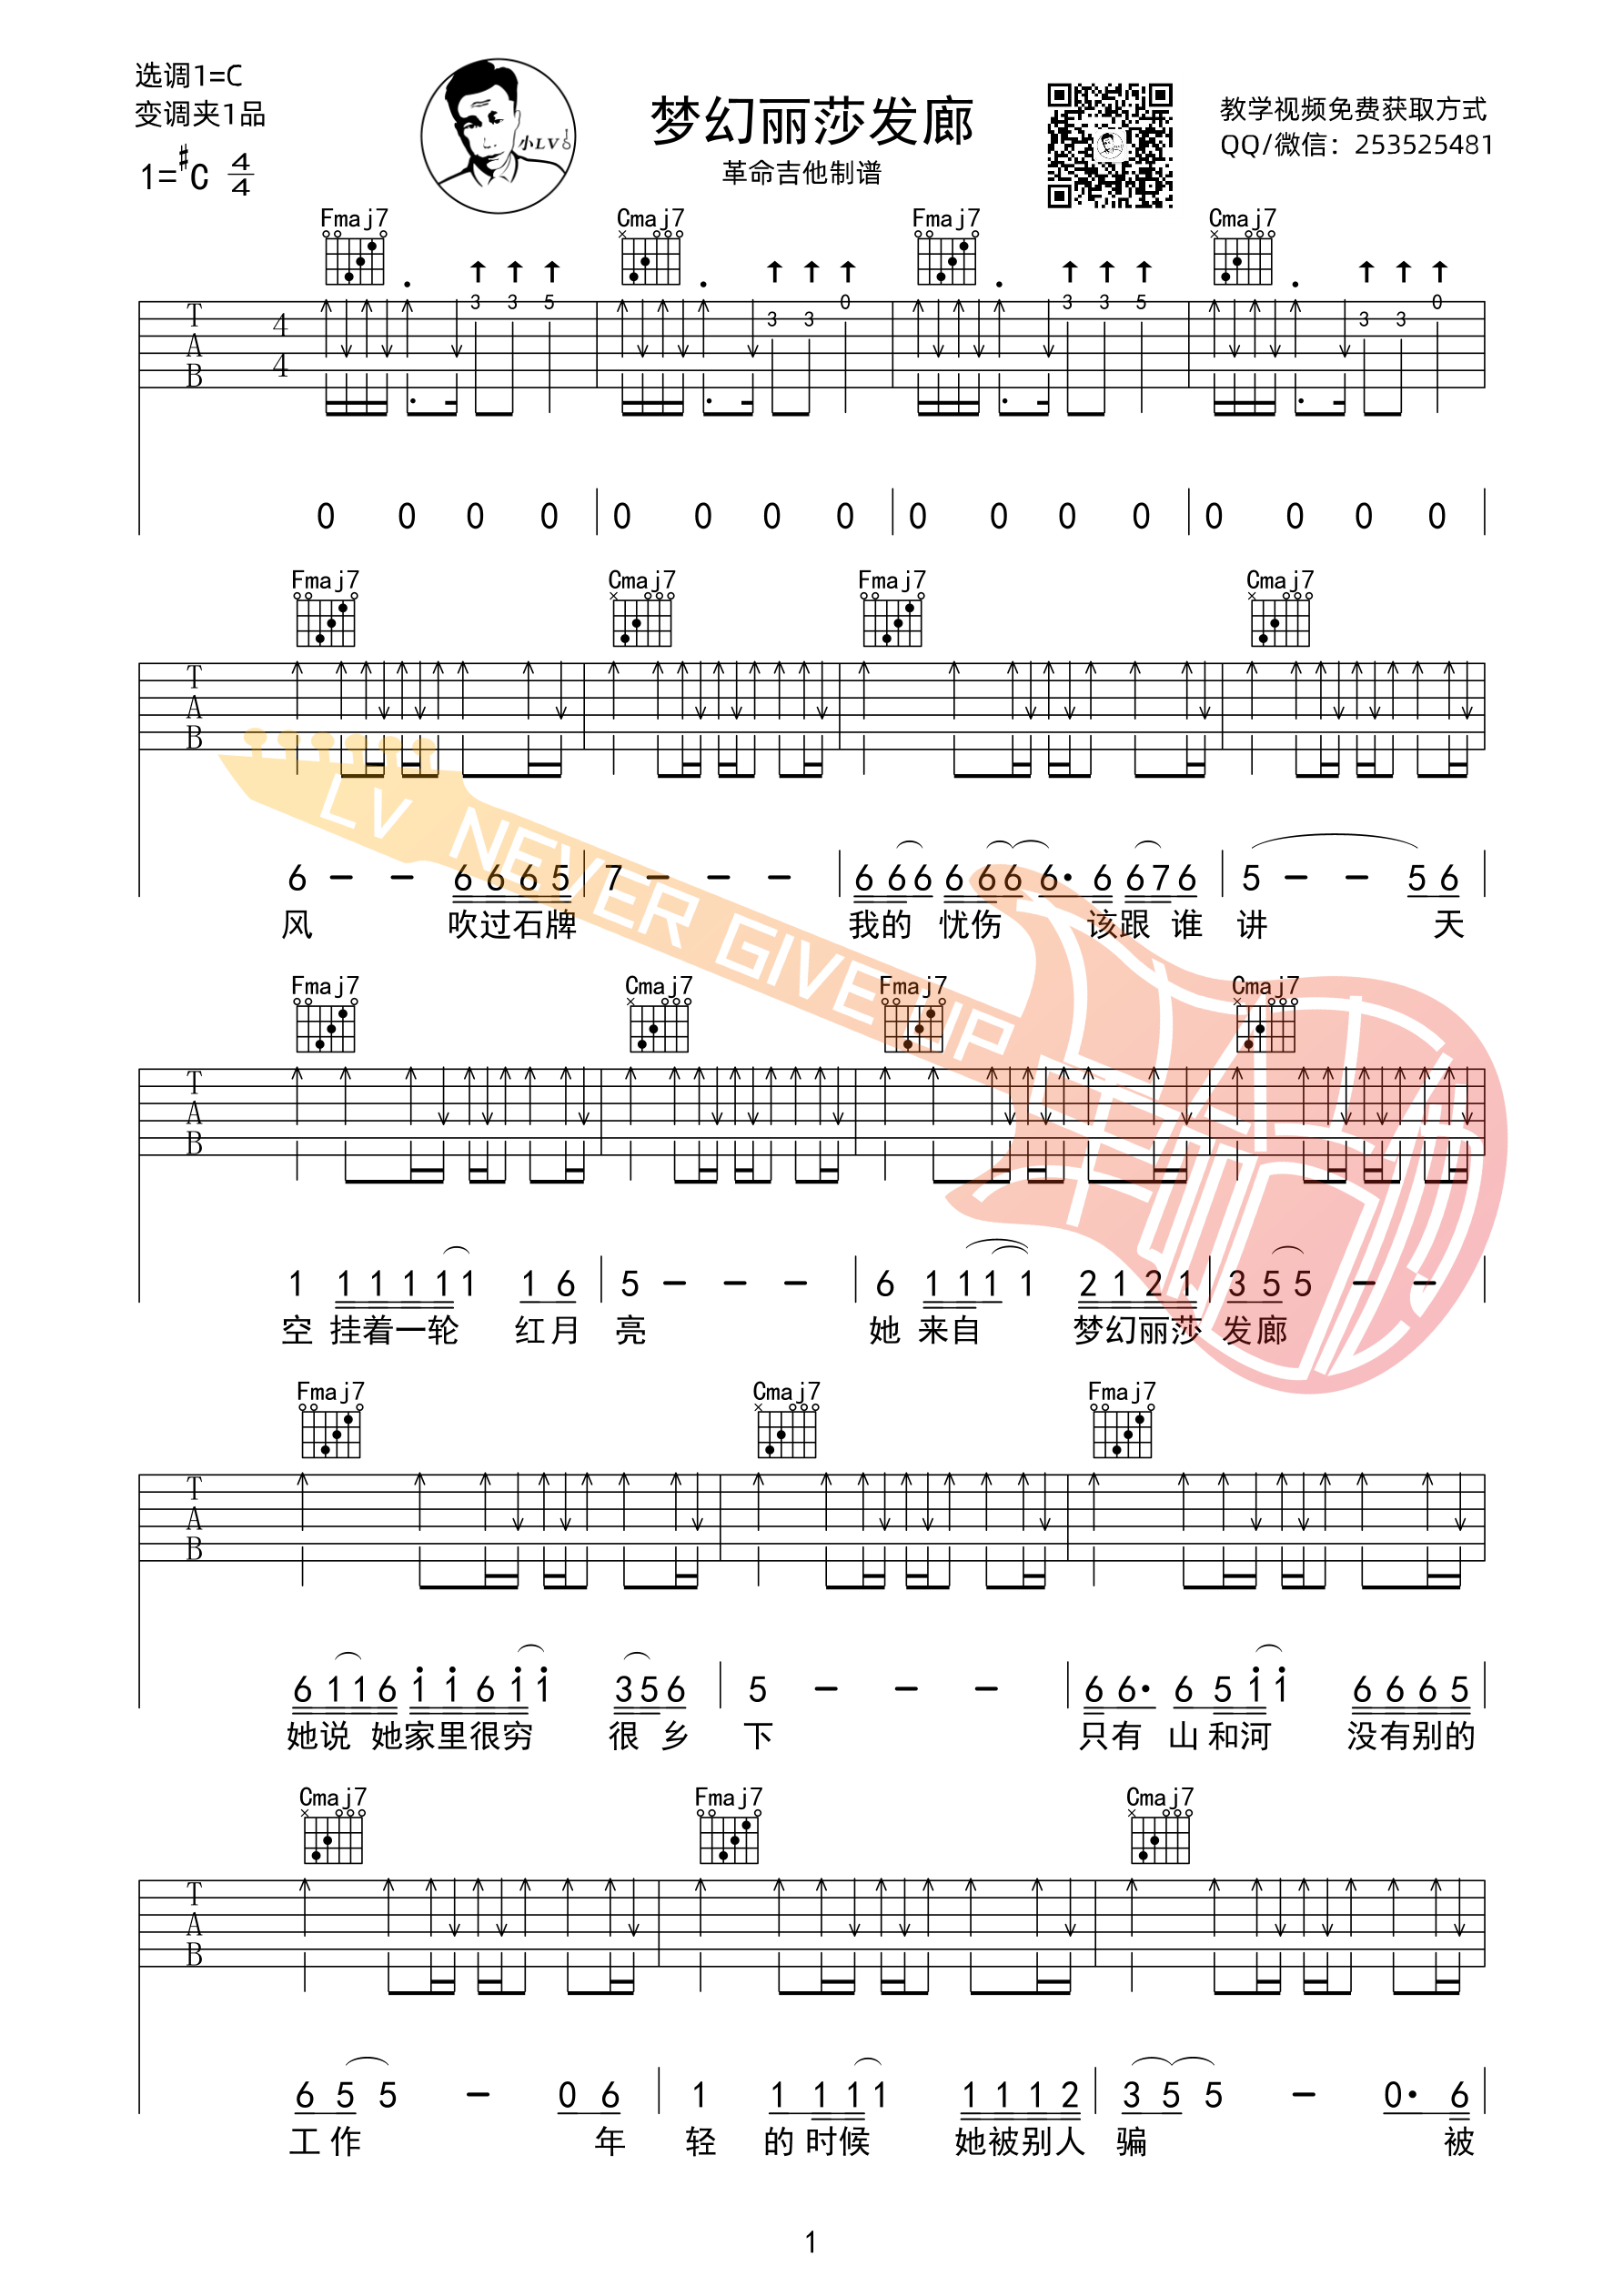 选调1=C
变调夹1品
1=#C 4/4
小LV
梦幻丽莎发廊
革命吉他制谱
教学视频免费获取方式
QQ/微信：253525481
Fmaj7 Cmaj7 Fmaj7 Cmaj7
3 3 5 3 3 0 3 3 5 3 3 0
T A B 4 4
0 0 0 0 0 0 0 0 0 0 0 0 0 0 0 0
Fmaj7 Cmaj7 Fmaj7 Cmaj7
T A B
6 – – 6 6 6 5 7 – – – 6 6 6 6 6 6 6· 6 6 7 6 5 – – 5 6
风 吹过石牌 我的 忧伤 该跟 谁 讲 天
LV NEVER GIVE UP
革命吉他
Fmaj7 Cmaj7 Fmaj7 Cmaj7
T A B
1 1 1 1 1 1 1 6 5 – – – 6 1 1 1 1 2 1 2 1 3 5 5 – –
空 挂着一轮 红月 亮 她 来自 梦幻丽莎 发廊
Fmaj7 Cmaj7 Fmaj7
T A B
6 1 1 6 i i 6 i i 3 5 6 5 – – – 6 6· 6 5 i i 6 6 6 5
她说 她家里很穷 很 乡 下 只有 山和河 没有别的
Cmaj7 Fmaj7 Cmaj7
T A B
6 5 5 – 0 6 1 1 1 1 1 1 1 1 2 3 5 5 – 0· 6
工作 年 轻 的时候 她被别人 骗 被
1